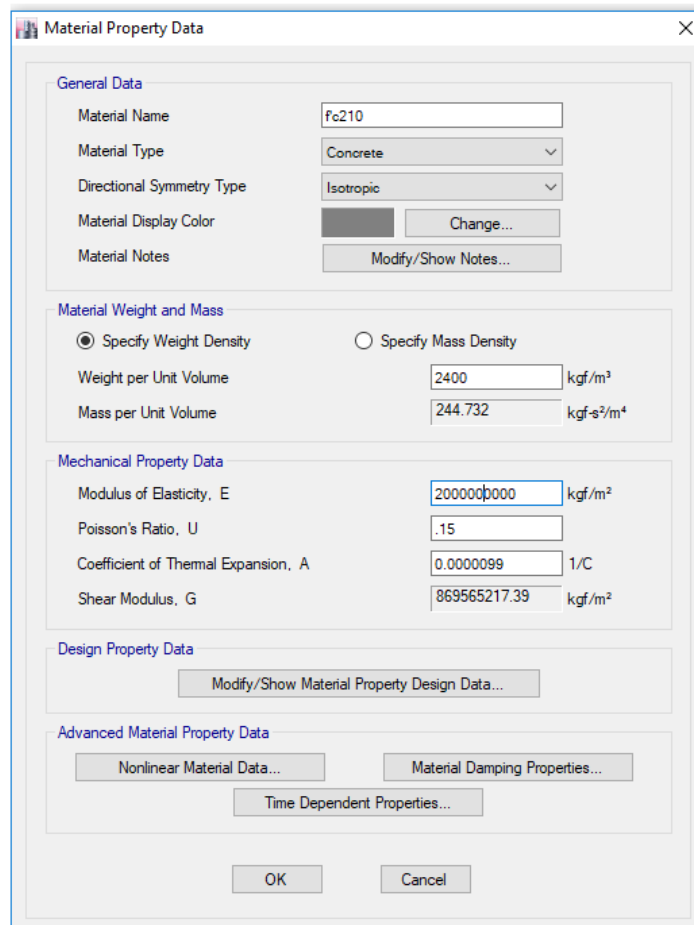 Material Property Data
General Data
Material Name f'c210
Material Type Concrete
Directional Symmetry Type Isotropic
Material Display Color Change...
Material Notes Modify/Show Notes...
Material Weight and Mass
Specify Weight Density Specify Mass Density
Weight per Unit Volume 2400 kgf/m³
Mass per Unit Volume 244.732 kgf-s²/m⁴
Mechanical Property Data
Modulus of Elasticity, E 2000000000 kgf/m²
Poisson's Ratio, U .15
Coefficient of Thermal Expansion, A 0.0000099 1/C
Shear Modulus, G 869565217.39 kgf/m²
Design Property Data
Modify/Show Material Property Design Data...
Advanced Material Property Data
Nonlinear Material Data... Material Damping Properties...
Time Dependent Properties...
OK Cancel